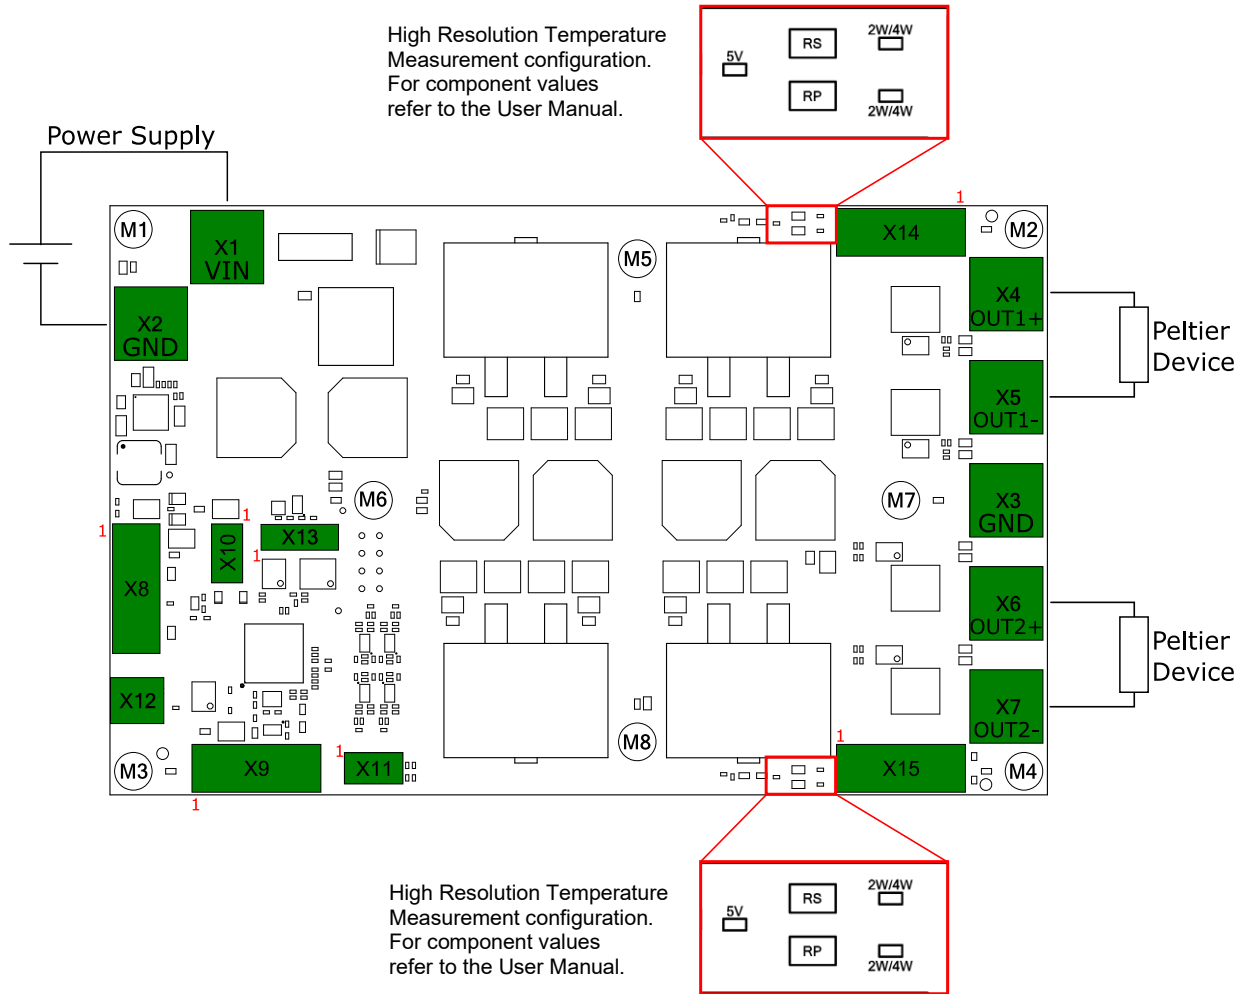 High Resolution Temperature
Measurement configuration.
For component values
refer to the User Manual.
5V
RS
2W/4W
RP
2W/4W
Power Supply
1
M1
X1
VIN
M5
X14
M2
X2
GND
X4
OUT1+
Peltier
Device
X5
OUT1-
M6
M7
X3
GND
1
1
X10
1
X13
X8
X6
OUT2+
Peltier
Device
X12
X7
OUT2-
M8
1
1
M3
X9
X11
X15
M4
1
High Resolution Temperature
Measurement configuration.
For component values
refer to the User Manual.
5V
RS
2W/4W
RP
2W/4W